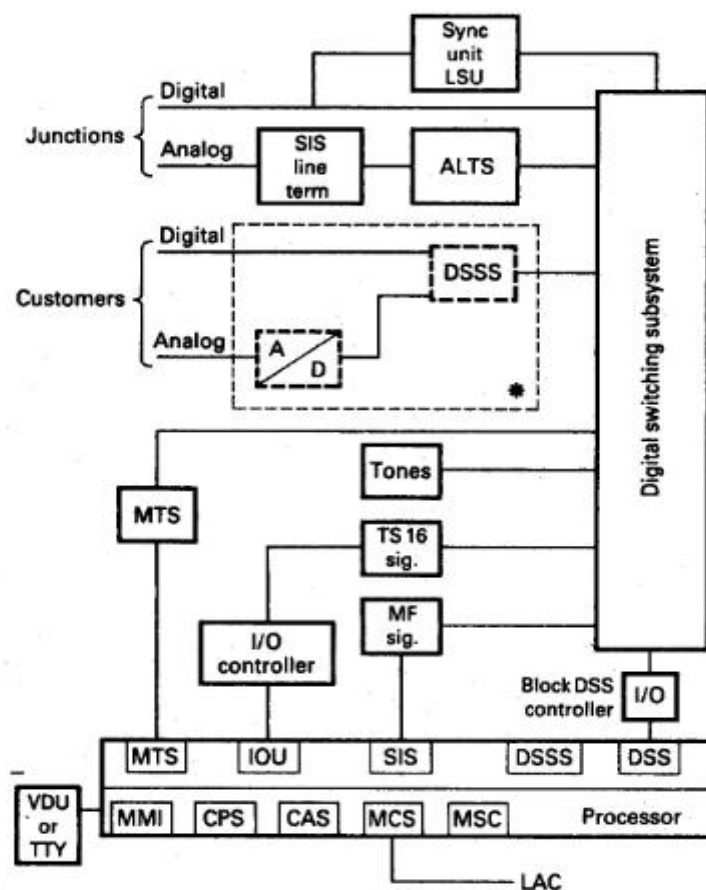 Sync
unit
LSU
Digital
Junctions
Analog
SIS
line
term
ALTS
Digital
Customers
DSSS
Analog
A
D
*
Digital switching subsystem
Tones
MTS
TS 16
sig.
MF
sig.
I/O
controller
Block DSS
controller
I/O
MTS
IOU
SIS
DSSS
DSS
VDU
or
TTY
MMI
CPS
CAS
MCS
MSC
Processor
LAC